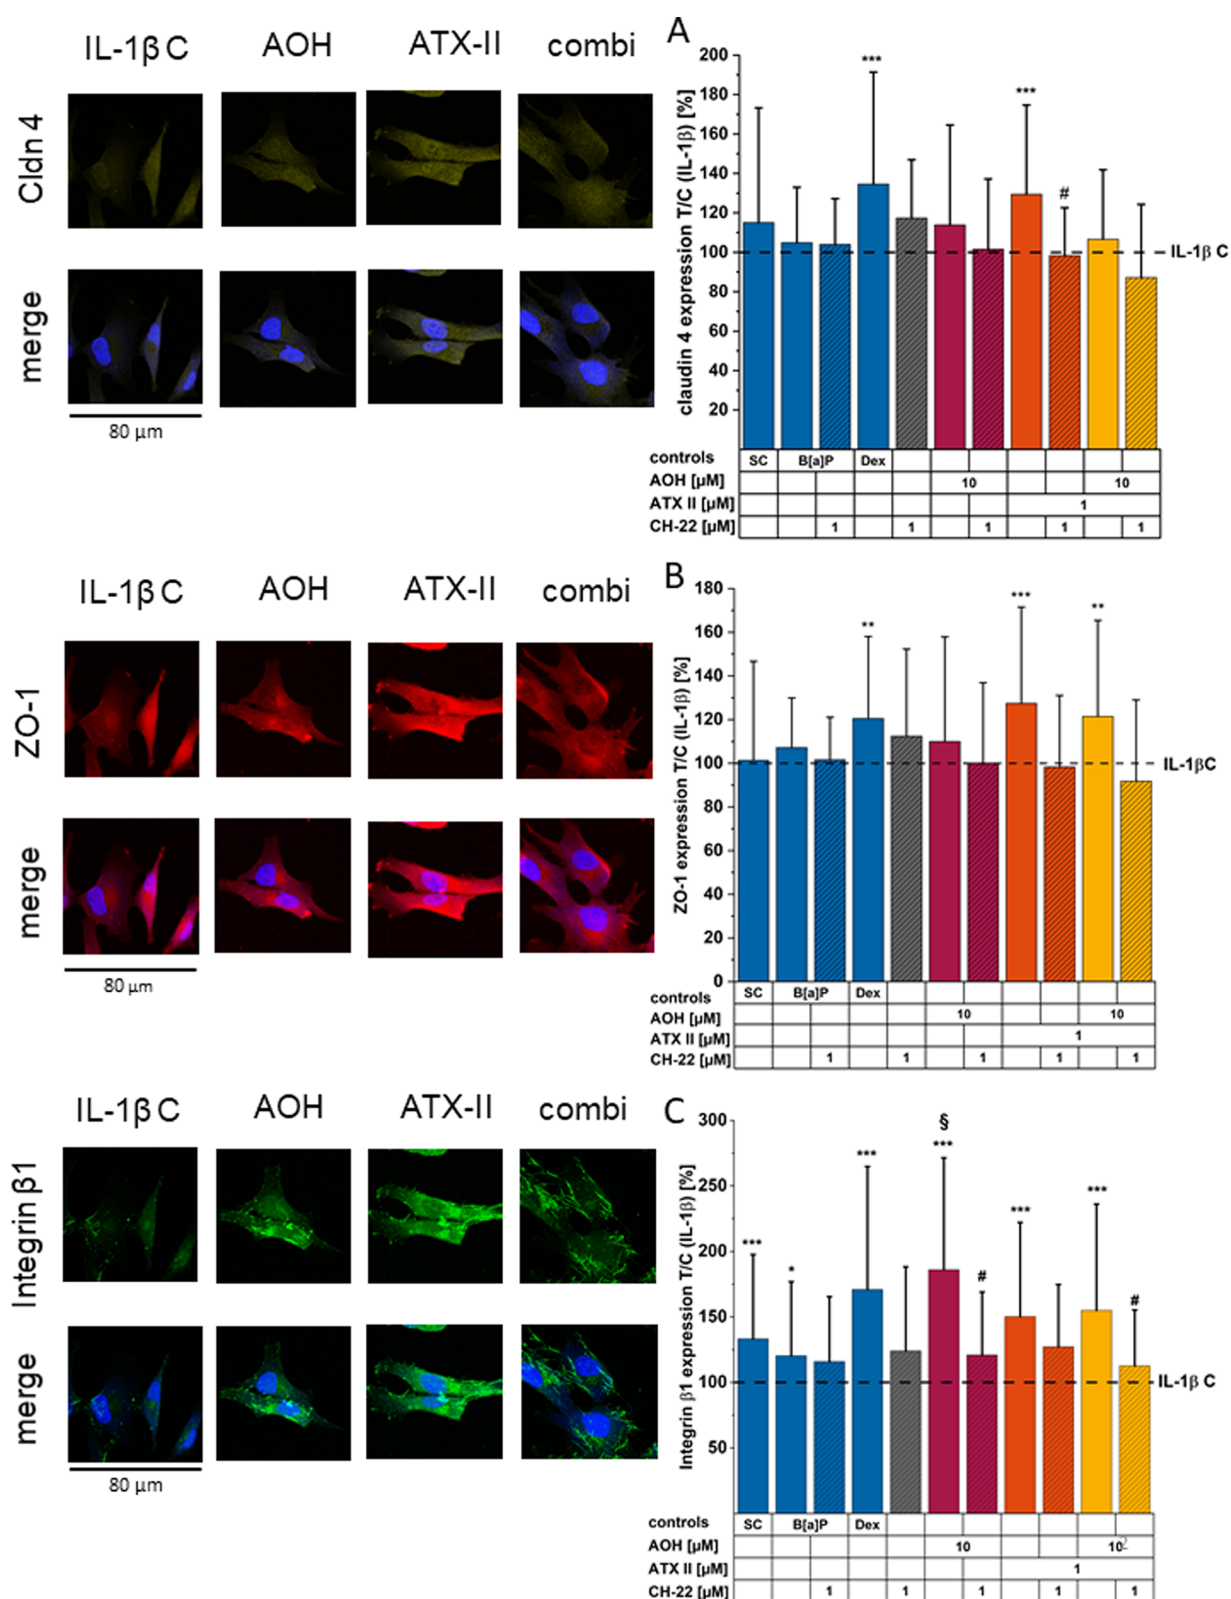 IL-1β C AOH ATX-II combi
Cldn 4
merge
80 µm
A
claudin 4 expression T/C (IL-1β) [%]
200
180
160
140
120
100
80
60
40
20
***
***
#
IL-1β C
controls SC B[a]P Dex
AOH [µM] 10 10
ATX II [µM] 1
CH-22 [µM] 1 1 1 1 1
IL-1β C AOH ATX-II combi
ZO-1
merge
80 µm
B
ZO-1 expression T/C (IL-1β) [%]
180
160
140
120
100
80
60
40
20
0
**
***
**
IL-1βC
controls SC B[a]P Dex
AOH [µM] 10 10
ATX II [µM] 1
CH-22 [µM] 1 1 1 1 1
IL-1β C AOH ATX-II combi
Integrin β1
merge
80 µm
C
Integrin β1 expression T/C (IL-1β) [%]
300
250
200
150
100
50
***
*
***
§
***
#
***
***
#
IL-1β C
controls SC B[a]P Dex
AOH [µM] 10 10 2
ATX II [µM] 1
CH-22 [µM] 1 1 1 1 1